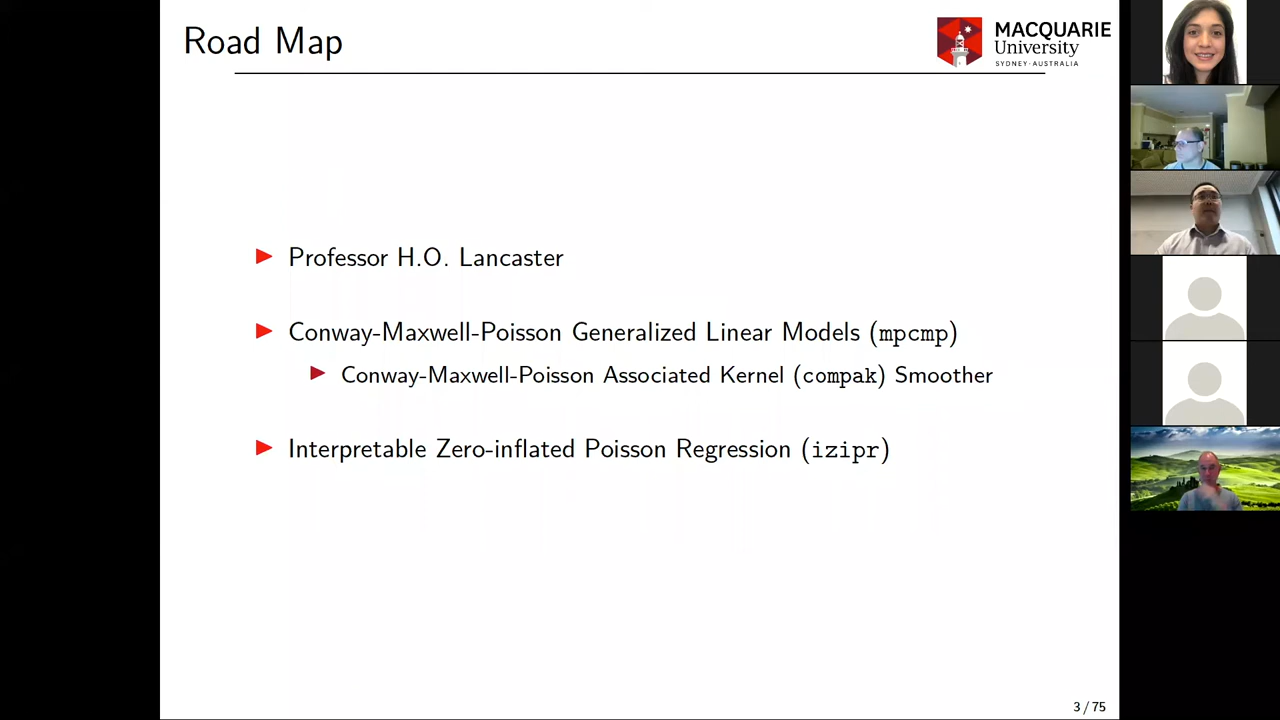 Road Map
MACQUARIE
University
SYDNEY · AUSTRALIA
Professor H.O. Lancaster
Conway-Maxwell-Poisson Generalized Linear Models (mpcmp)
Conway-Maxwell-Poisson Associated Kernel (compak) Smoother
Interpretable Zero-inflated Poisson Regression (izipr)
3 / 75